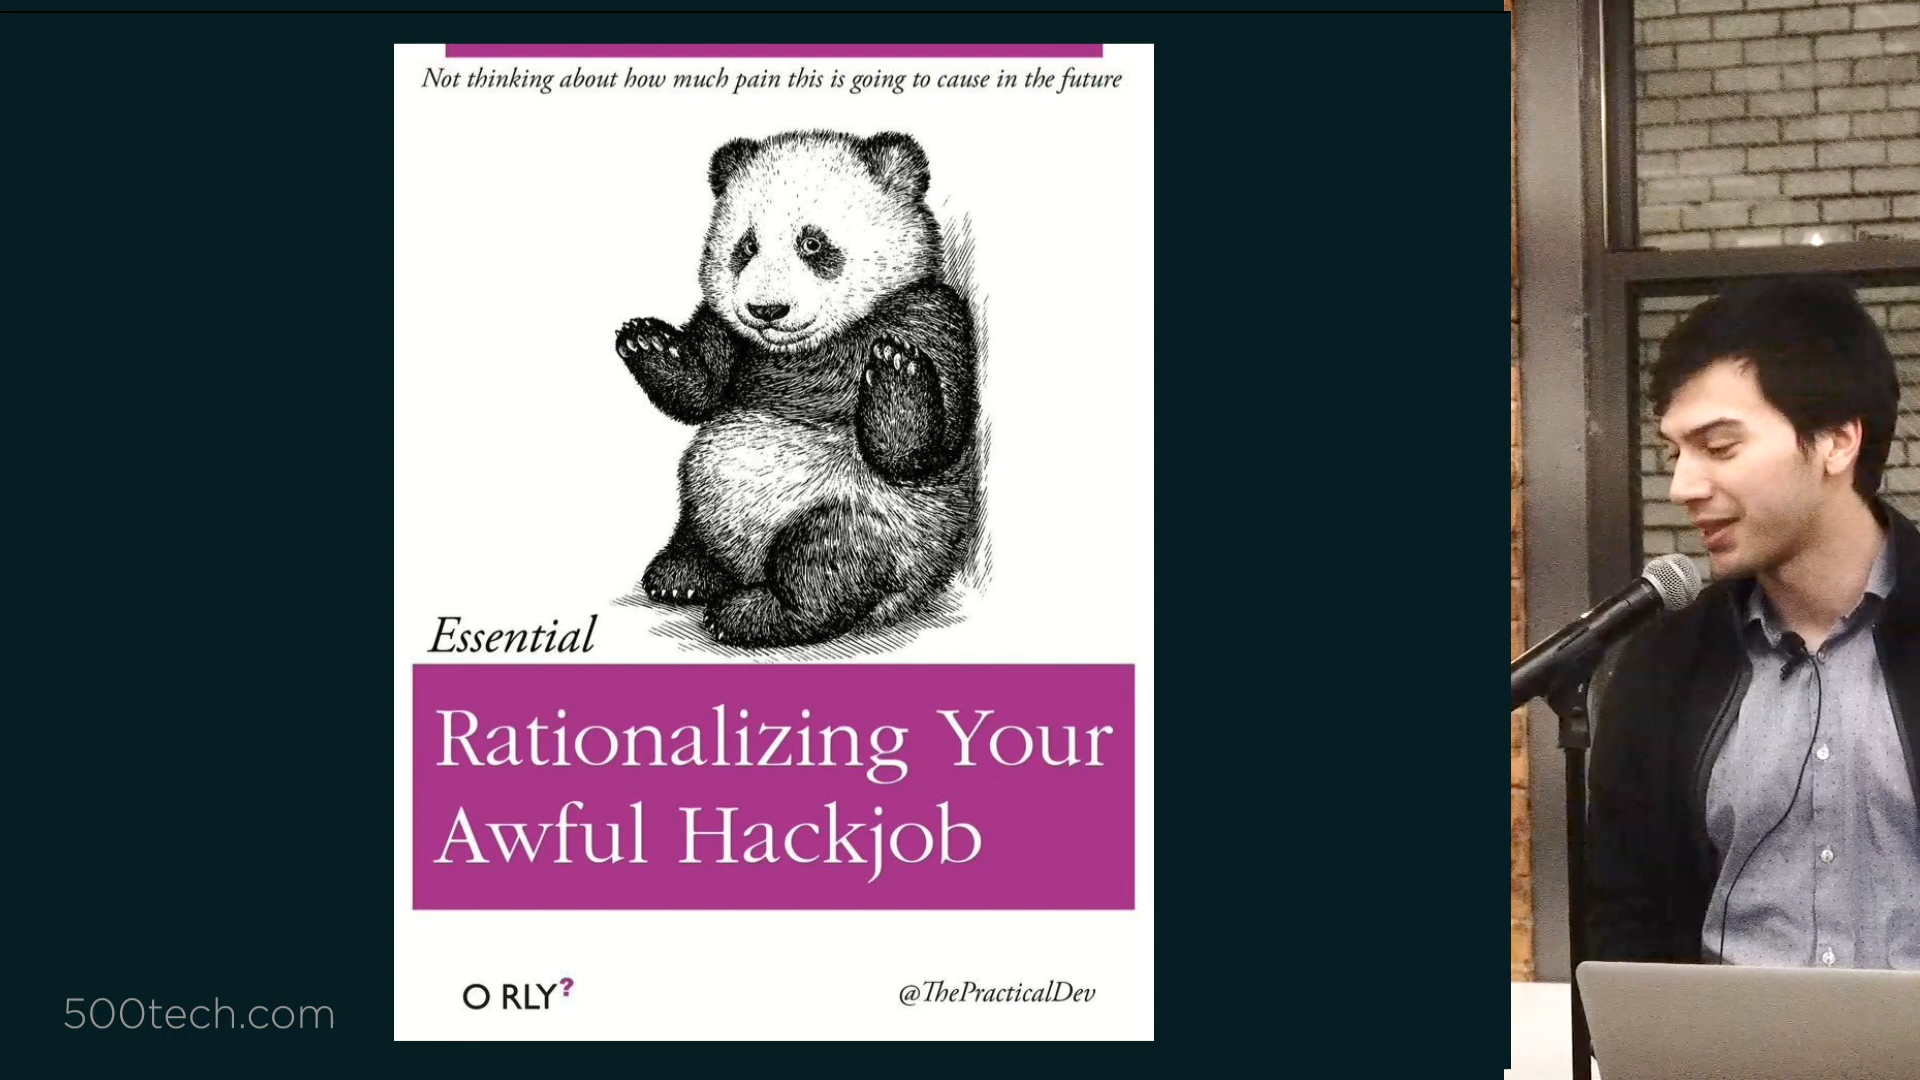 Not thinking about how much pain this is going to cause in the future
Essential
Rationalizing Your
Awful Hackjob
O RLY?
@ThePracticalDev
500tech.com